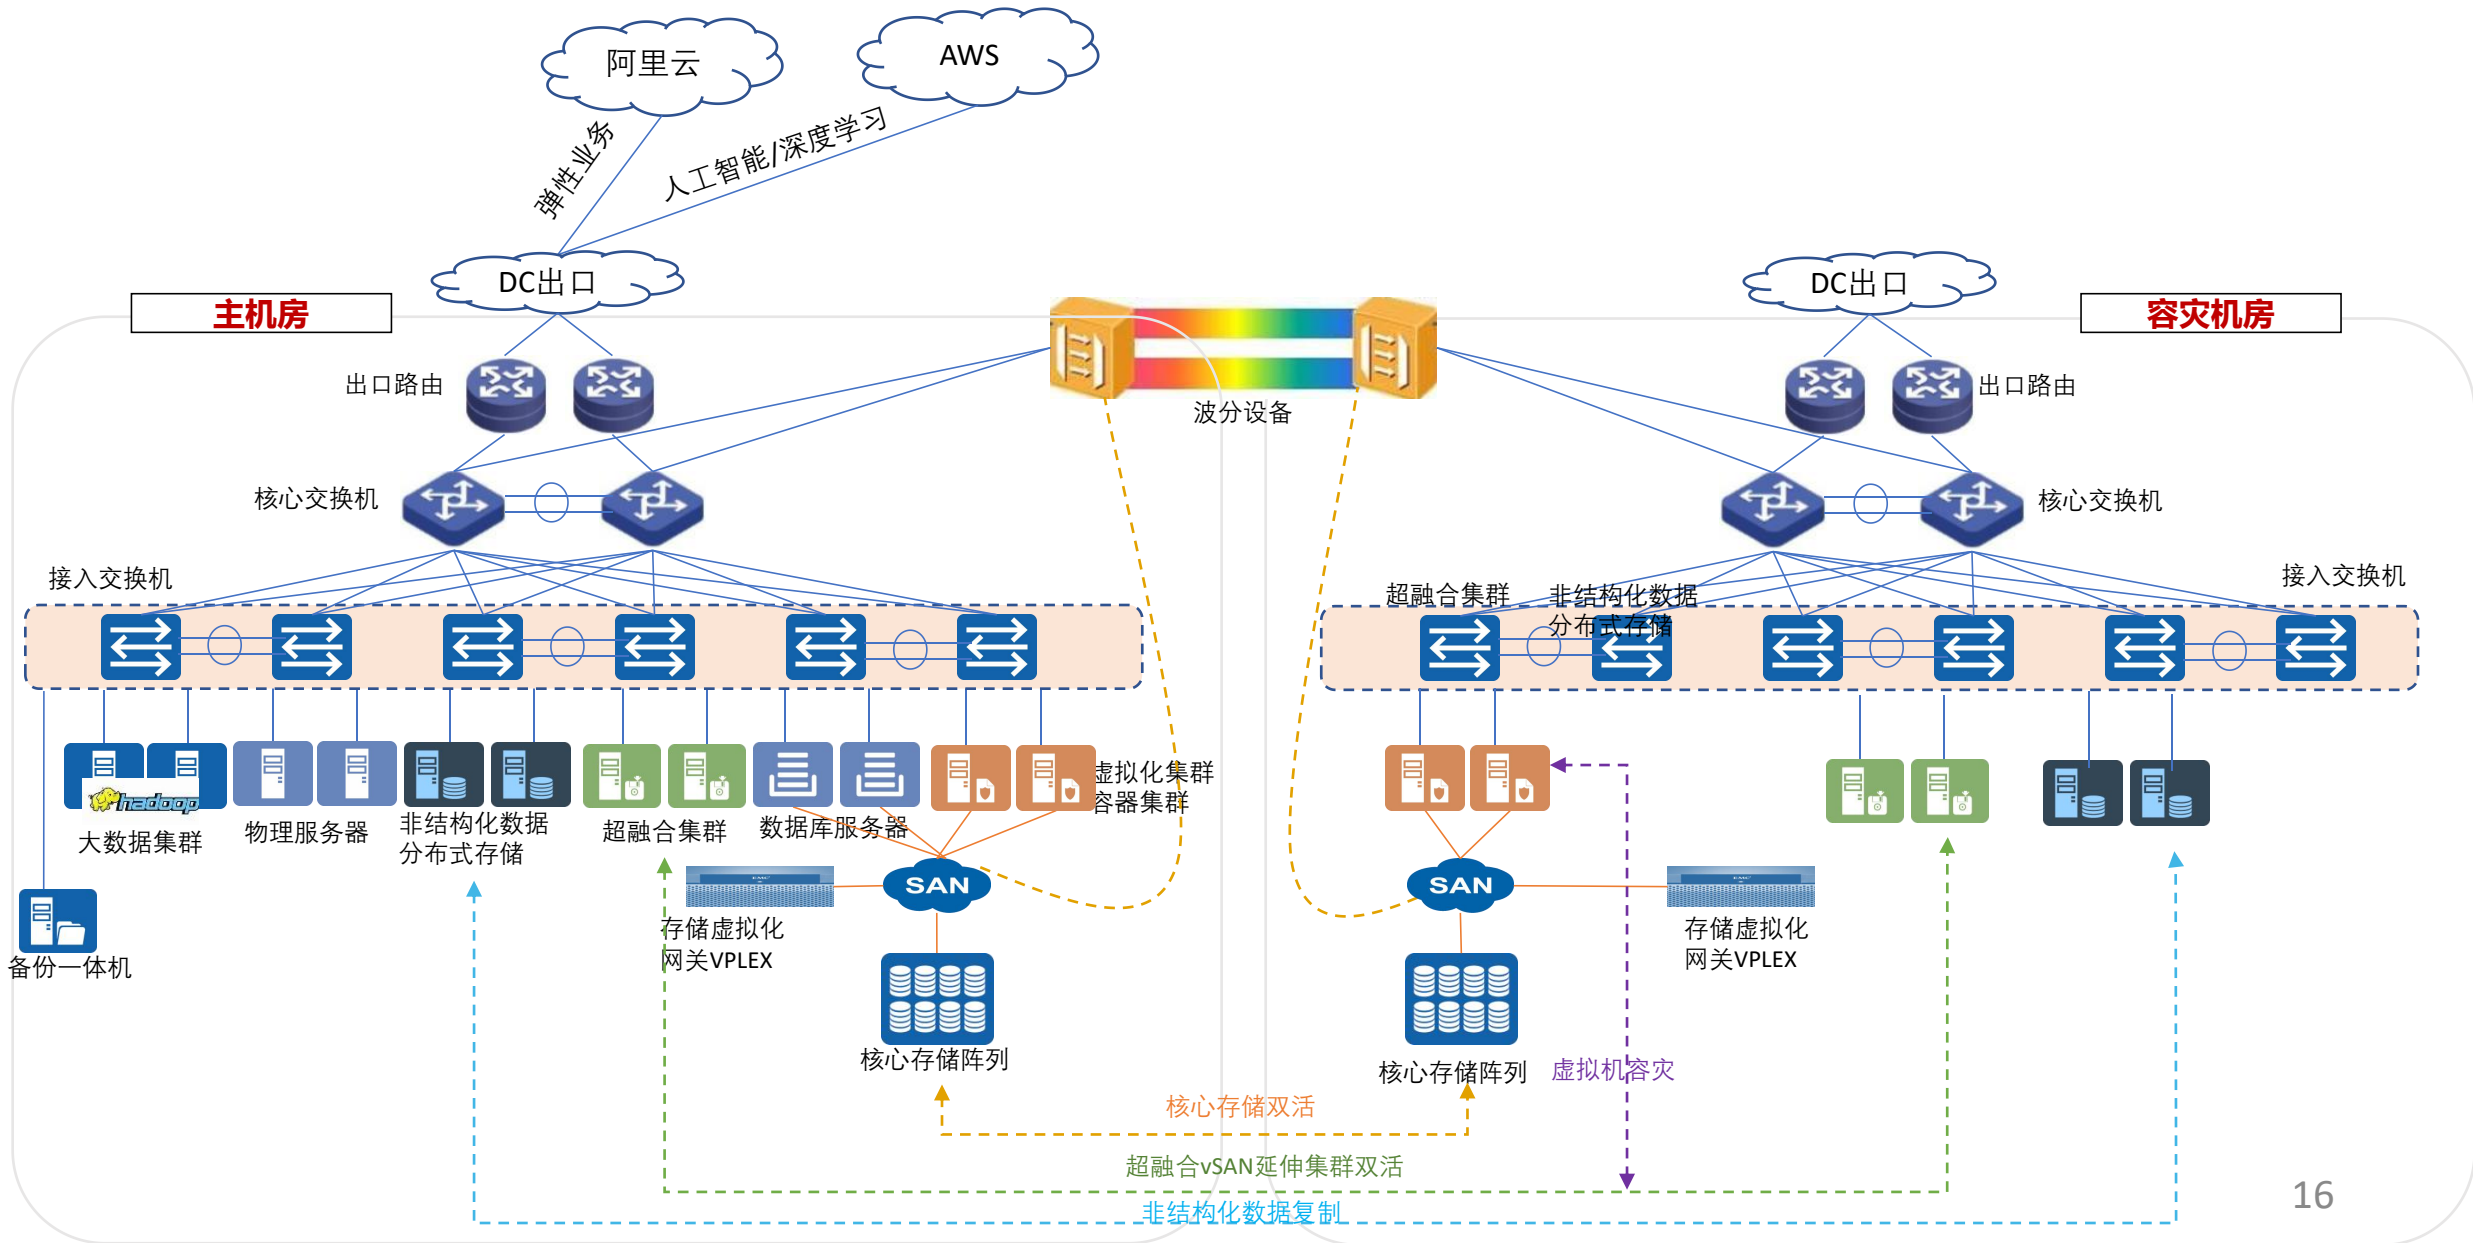 阿里云
AWS
弹性业务
人工智能/深度学习
DC出口
DC出口
主机房
容灾机房
出口路由
波分设备
出口路由
核心交换机
核心交换机
接入交换机
超融合集群
非结构化数据
分布式存储
接入交换机
hadoop
大数据集群
物理服务器
非结构化数据
分布式存储
超融合集群
数据库服务器
虚拟化集群
容器集群
备份一体机
EMC
存储虚拟化
网关VPLEX
SAN
核心存储阵列
SAN
EMC
存储虚拟化
网关VPLEX
核心存储阵列
虚拟机容灾
核心存储双活
超融合vSAN延伸集群双活
非结构化数据复制
16